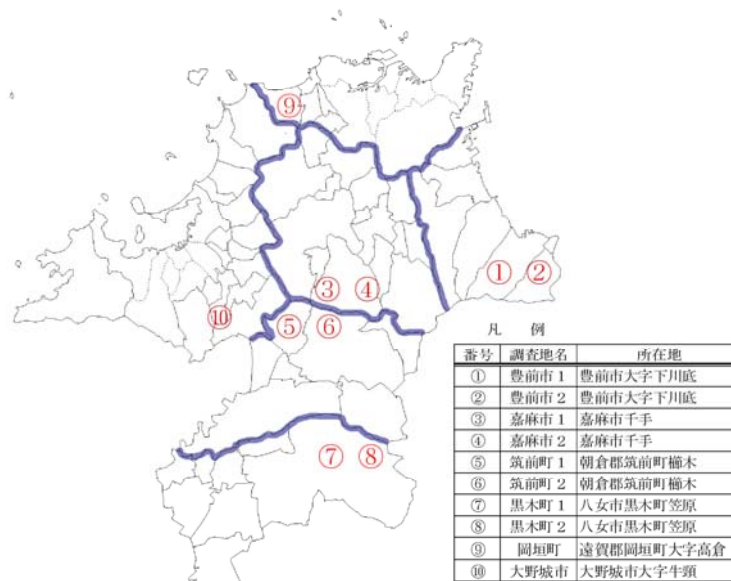 ⑨
① ②
③ ④
⑩
⑤ ⑥
⑦ ⑧
凡 例
番号 調査地名 所在地
① 豊前市1 豊前市大字下川底
② 豊前市2 豊前市大字下川底
③ 嘉麻市1 嘉麻市千手
④ 嘉麻市2 嘉麻市千手
⑤ 筑前町1 朝倉郡筑前町櫛木
⑥ 筑前町2 朝倉郡筑前町櫛木
⑦ 黒木町1 八女市黒木町笠原
⑧ 黒木町2 八女市黒木町笠原
⑨ 岡垣町 遠賀郡岡垣町大字高倉
⑩ 大野城市 大野城市大字牛頸